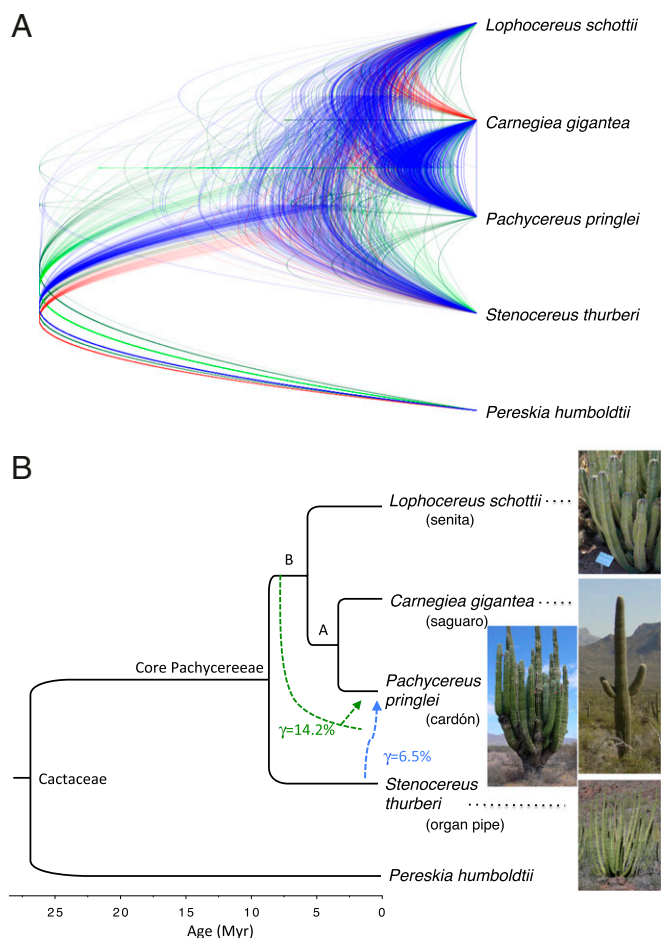 A
Lophocereus schottii
Carnegiea gigantea
Pachycereus pringlei
Stenocereus thurberi
Pereskia humboldtii
B
Lophocereus schottii
(senita)
B
Carnegiea gigantea
(saguaro)
A
Core Pachycereeae
Pachycereus
pringlei
(cardón)
γ=14.2%
γ=6.5%
Cactaceae
Stenocereus
thurberi
(organ pipe)
Pereskia humboldtii
25 20 15 10 5 0
Age (Myr)